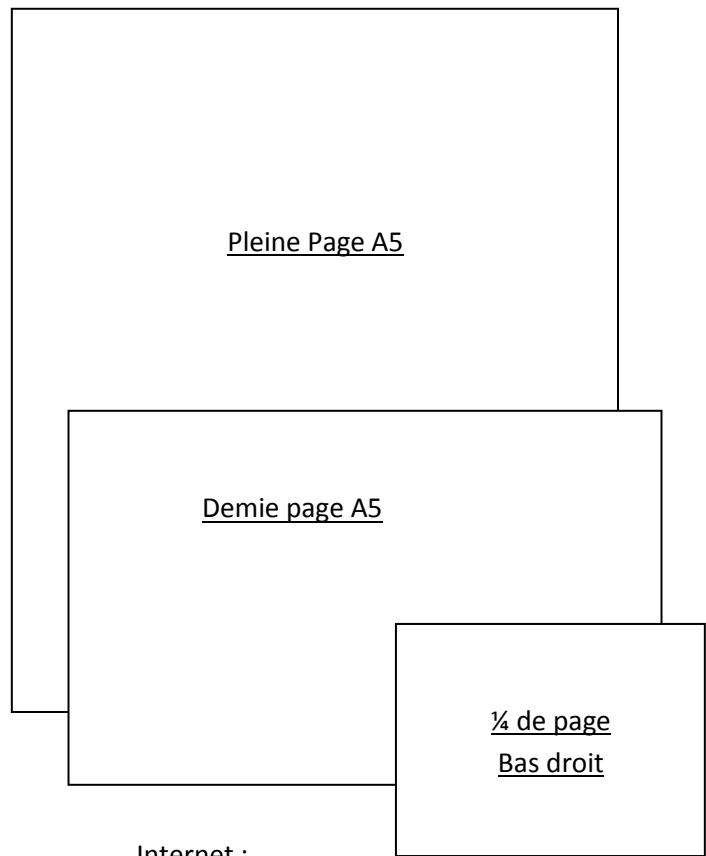 Pleine Page A5
Demie page A5
¼ de page
Bas droit
Internet :